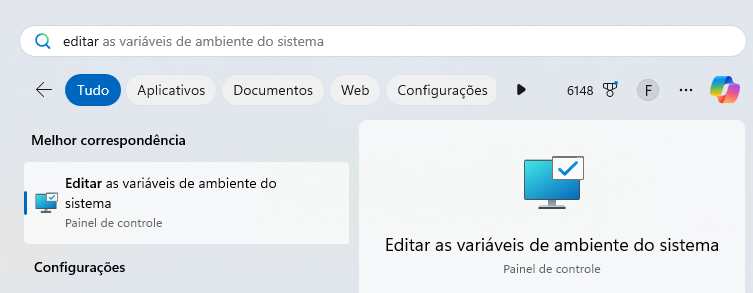 editar as variáveis de ambiente do sistema
Tudo Aplicativos Documentos Web Configurações 6148 F
Melhor correspondência
Editar as variáveis de ambiente do
sistema
Painel de controle
Configurações
Editar as variáveis de ambiente do sistema
Painel de controle